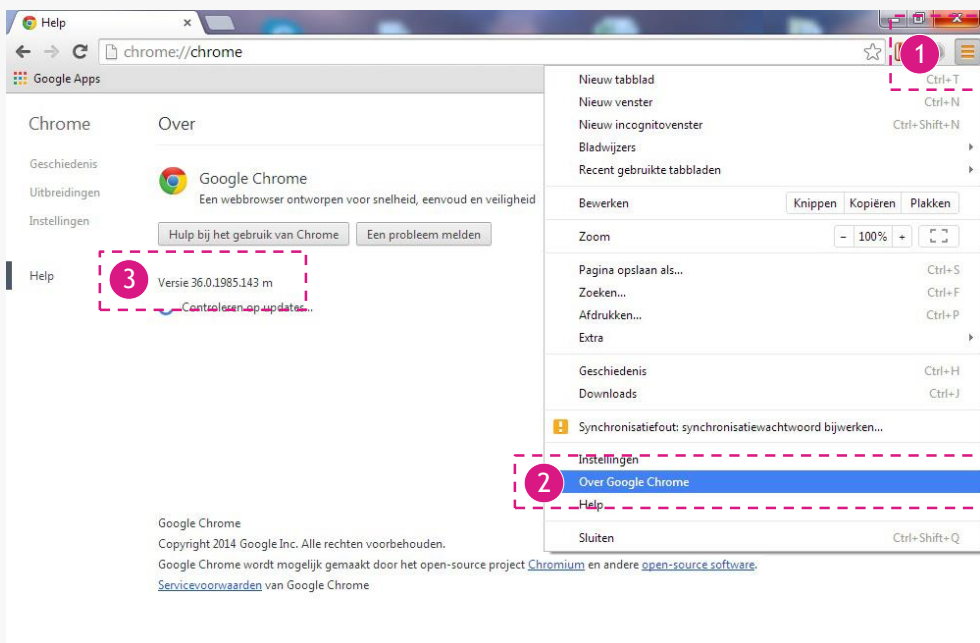 Help ×
chrome://chrome
1
Google Apps
Chrome
Geschiedenis
Uitbreidingen
Instellingen
Help
Over
Google Chrome
Een webbrowser ontworpen voor snelheid, eenvoud en veiligheid
Hulp bij het gebruik van Chrome Een probleem melden
3 Versie 36.0.1985.143 m
Controleren op updates...
Nieuw tabblad Ctrl+T
Nieuw venster Ctrl+N
Nieuw incognitovenster Ctrl+Shift+N
Bladwijzers
Recent gebruikte tabbladen
Bewerken Knippen Kopiëren Plakken
Zoom - 100% +
Pagina opslaan als... Ctrl+S
Zoeken... Ctrl+F
Afdrukken... Ctrl+P
Extra
Geschiedenis Ctrl+H
Downloads Ctrl+J
Synchronisatiefout: synchronisatiewachtwoord bijwerken...
Instellingen
2 Over Google Chrome
Help
Sluiten Ctrl+Shift+Q
Google Chrome
Copyright 2014 Google Inc. Alle rechten voorbehouden.
Google Chrome wordt mogelijk gemaakt door het open-source project Chromium en andere open-source software.
Servicevoorwaarden van Google Chrome